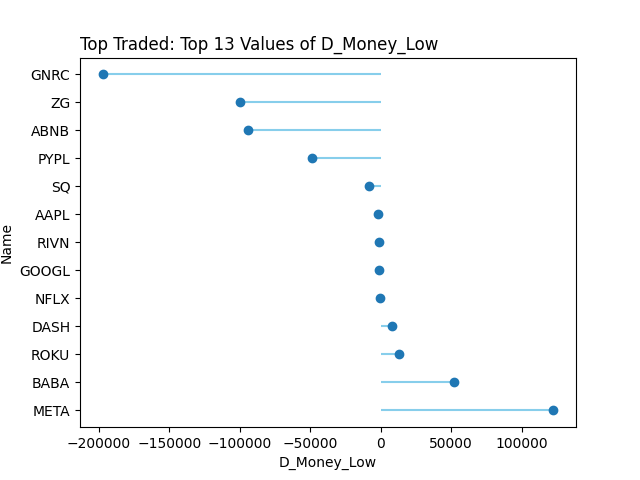 Top Traded: Top 13 Values of D_Money_Low
GNRC
ZG
ABNB
PYPL
SQ
AAPL
RIVN
GOOGL
NFLX
DASH
ROKU
BABA
META
Name
−200000 −150000 −100000 −50000 0 50000 100000
D_Money_Low